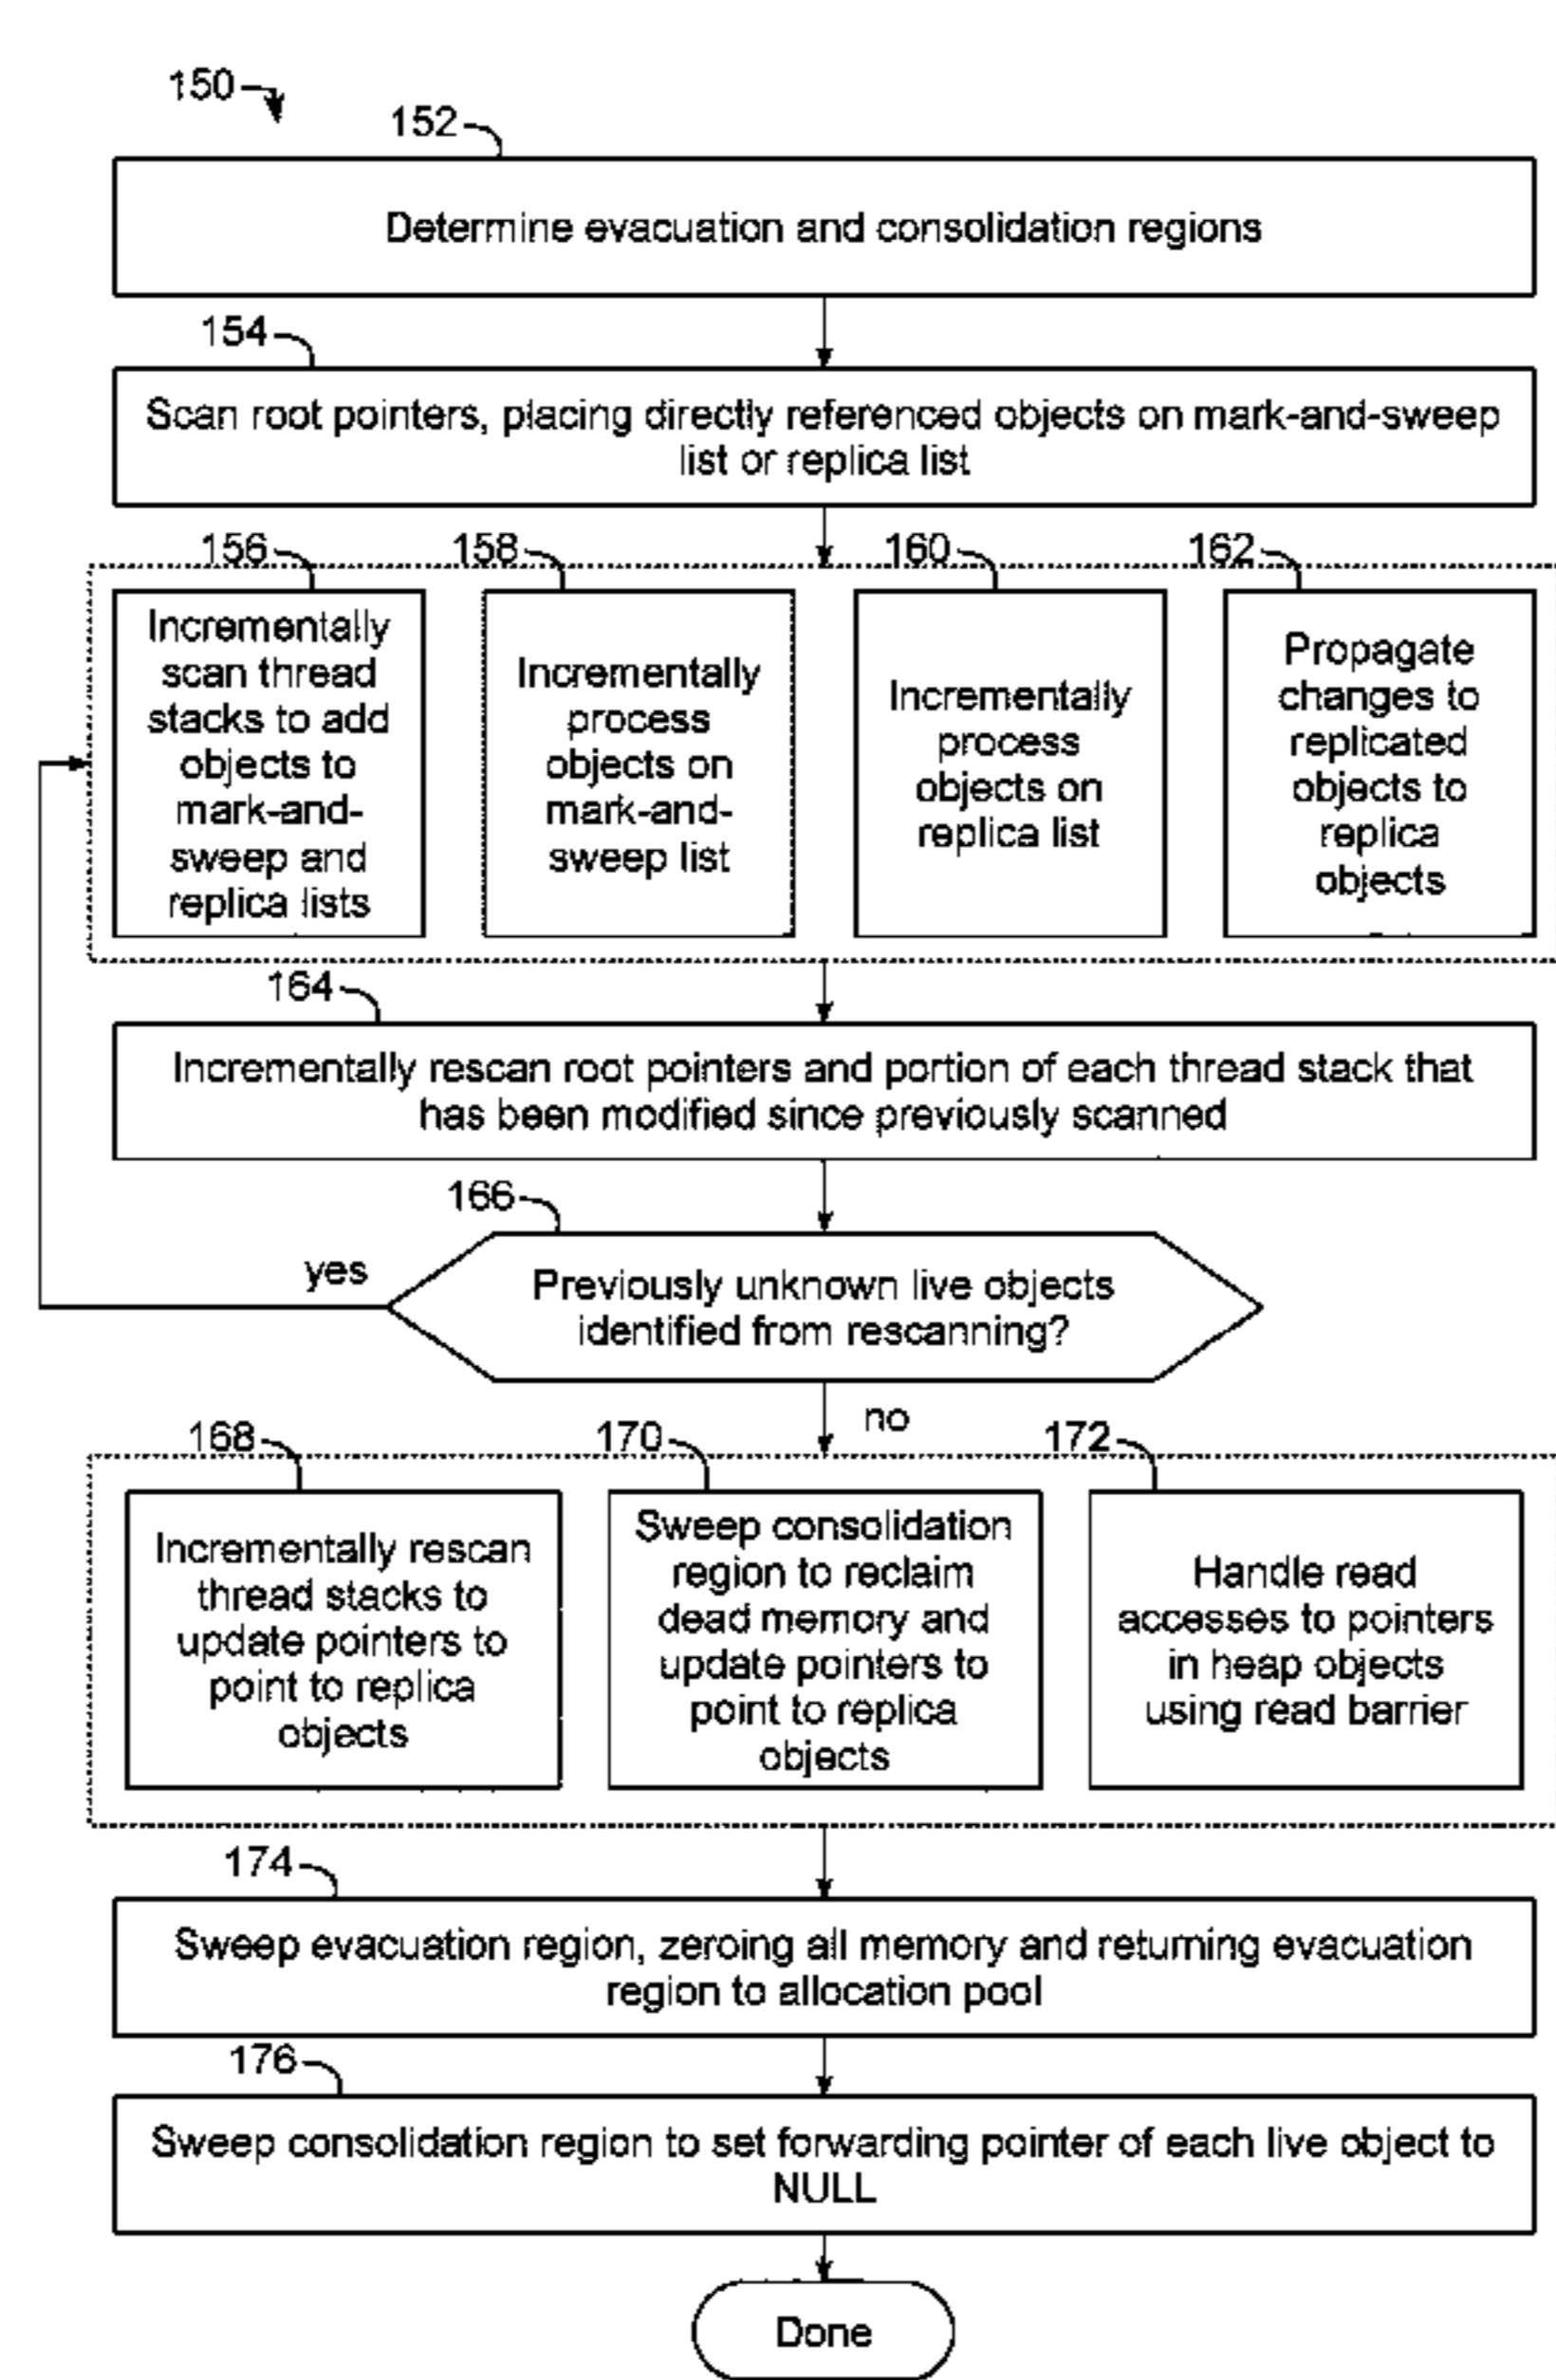 150
152
Determine evacuation and consolidation regions
154
Scan root pointers, placing directly referenced objects on mark-and-sweep
list or replica list
156
Incrementally
scan thread
stacks to add
objects to
mark-and-
sweep and
replica lists
158
Incrementally
process
objects on
mark-and-
sweep list
160
Incrementally
process
objects on
replica list
162
Propagate
changes to
replicated
objects to
replica
objects
164
Incrementally rescan root pointers and portion of each thread stack that
has been modified since previously scanned
166
Previously unknown live objects
identified from rescanning?
yes
no
168
Incrementally rescan
thread stacks to
update pointers to
point to replica
objects
170
Sweep consolidation
region to reclaim
dead memory and
update pointers to
point to replica
objects
172
Handle read
accesses to pointers
in heap objects
using read barrier
174
Sweep evacuation region, zeroing all memory and returning evacuation
region to allocation pool
176
Sweep consolidation region to set forwarding pointer of each live object to
NULL
Done